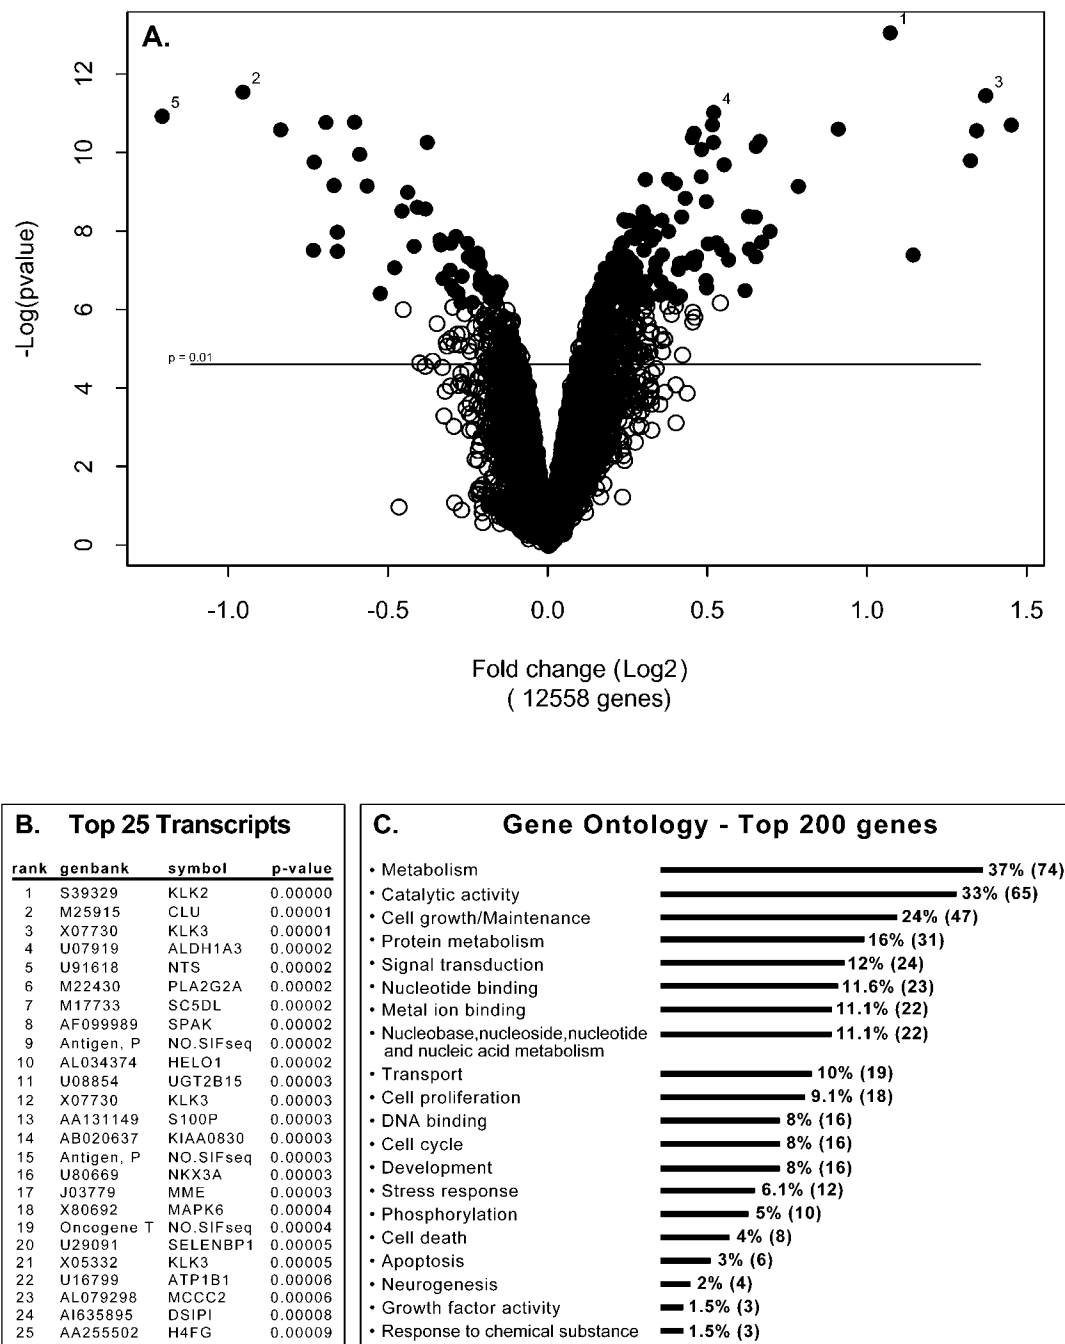 A.
1
2
3
4
5
12
10
8
6
4
2
0
-Log(pvalue)
p = 0.01
-1.0 -0.5 0.0 0.5 1.0 1.5
Fold change (Log2)
( 12558 genes)
B. Top 25 Transcripts
rank genbank symbol p-value
1 S39329 KLK2 0.00000
2 M25915 CLU 0.00001
3 X07730 KLK3 0.00001
4 U07919 ALDH1A3 0.00002
5 U91618 NTS 0.00002
6 M22430 PLA2G2A 0.00002
7 M17733 SC5DL 0.00002
8 AF099989 SPAK 0.00002
9 Antigen, P NO.SIFseq 0.00002
10 AL034374 HELO1 0.00002
11 U08854 UGT2B15 0.00003
12 X07730 KLK3 0.00003
13 AA131149 S100P 0.00003
14 AB020637 KIAA0830 0.00003
15 Antigen, P NO.SIFseq 0.00003
16 U80669 NKX3A 0.00003
17 J03779 MME 0.00003
18 X80692 MAPK6 0.00004
19 Oncogene T NO.SIFseq 0.00004
20 U29091 SELENBP1 0.00005
21 X05332 KLK3 0.00005
22 U16799 ATP1B1 0.00006
23 AL079298 MCCC2 0.00006
24 AI635895 DSIPI 0.00008
25 AA255502 H4FG 0.00009
C. Gene Ontology - Top 200 genes
• Metabolism 37% (74)
• Catalytic activity 33% (65)
• Cell growth/Maintenance 24% (47)
• Protein metabolism 16% (31)
• Signal transduction 12% (24)
• Nucleotide binding 11.6% (23)
• Metal ion binding 11.1% (22)
• Nucleobase,nucleoside,nucleotide 11.1% (22)
and nucleic acid metabolism
• Transport 10% (19)
• Cell proliferation 9.1% (18)
• DNA binding 8% (16)
• Cell cycle 8% (16)
• Development 8% (16)
• Stress response 6.1% (12)
• Phosphorylation 5% (10)
• Cell death 4% (8)
• Apoptosis 3% (6)
• Neurogenesis 2% (4)
• Growth factor activity 1.5% (3)
• Response to chemical substance 1.5% (3)